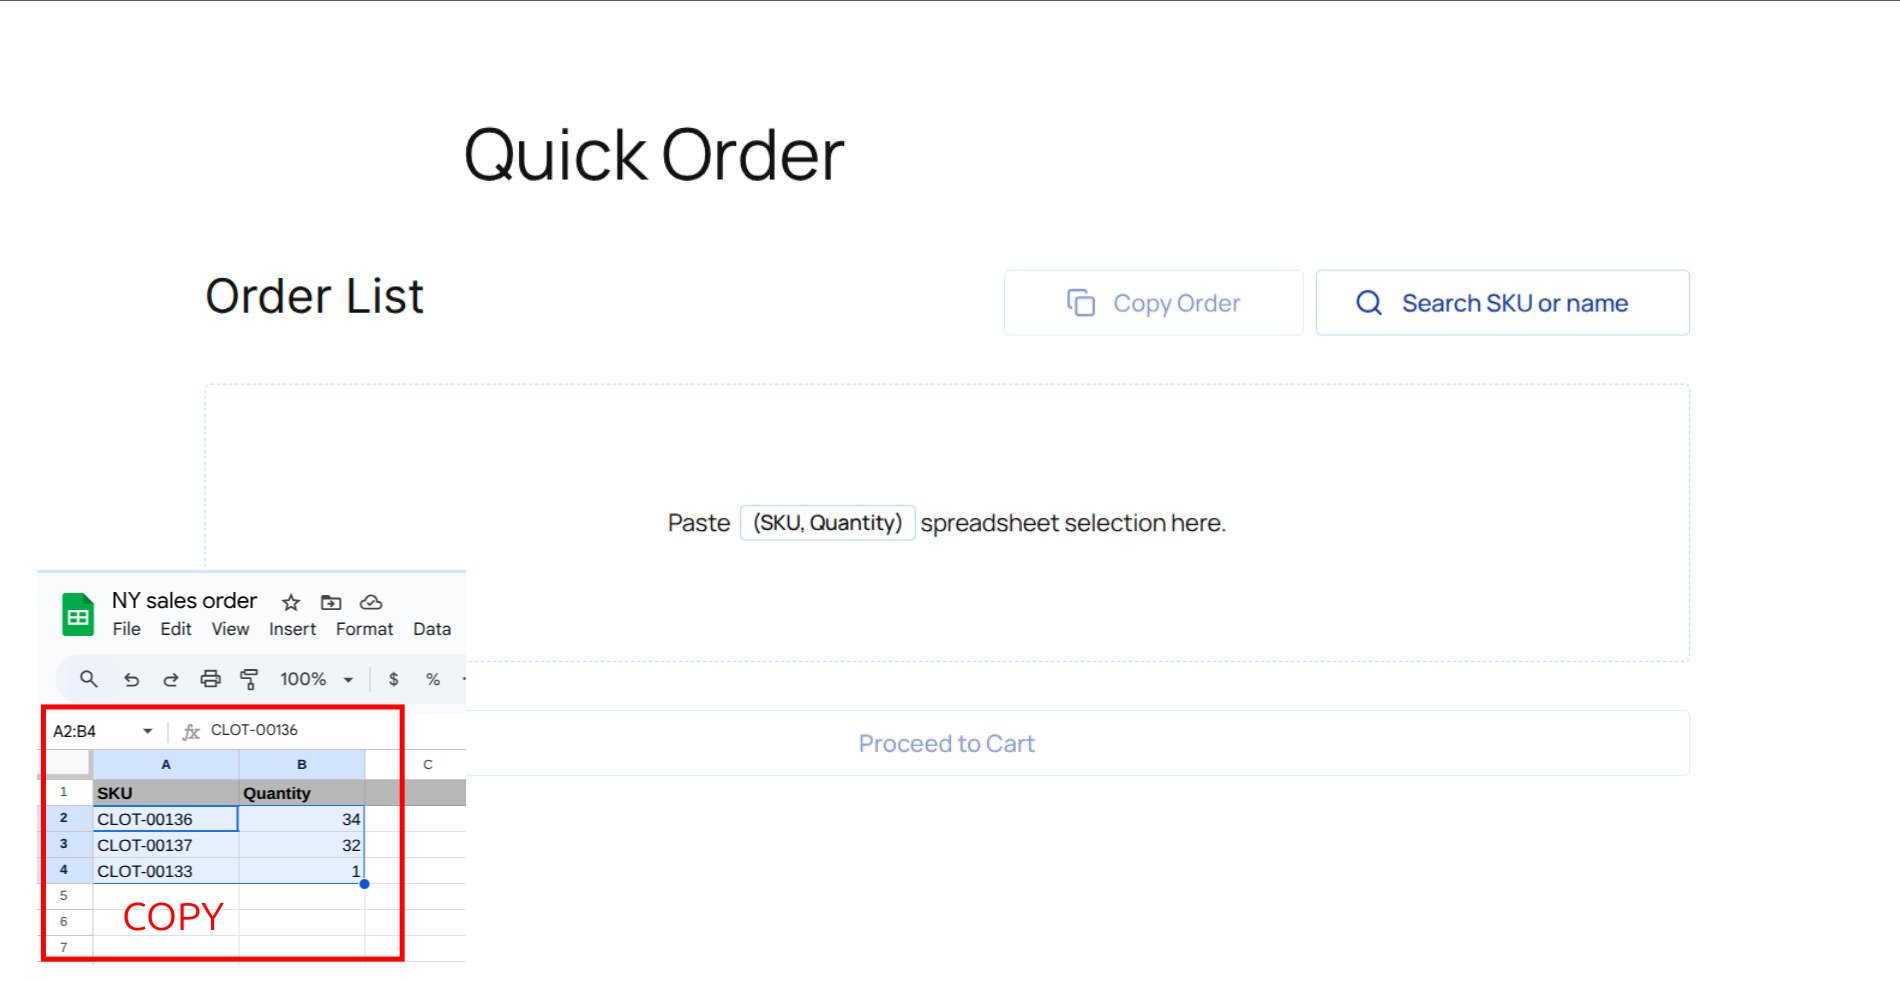 Quick Order
Order List
Copy Order
Search SKU or name
Paste (SKU, Quantity) spreadsheet selection here.
Proceed to Cart
NY sales order
File Edit View Insert Format Data
100% $ %
A2:B4 fx CLOT-00136
A B C
1 SKU Quantity
2 CLOT-00136 34
3 CLOT-00137 32
4 CLOT-00133 1
5
6
7
COPY